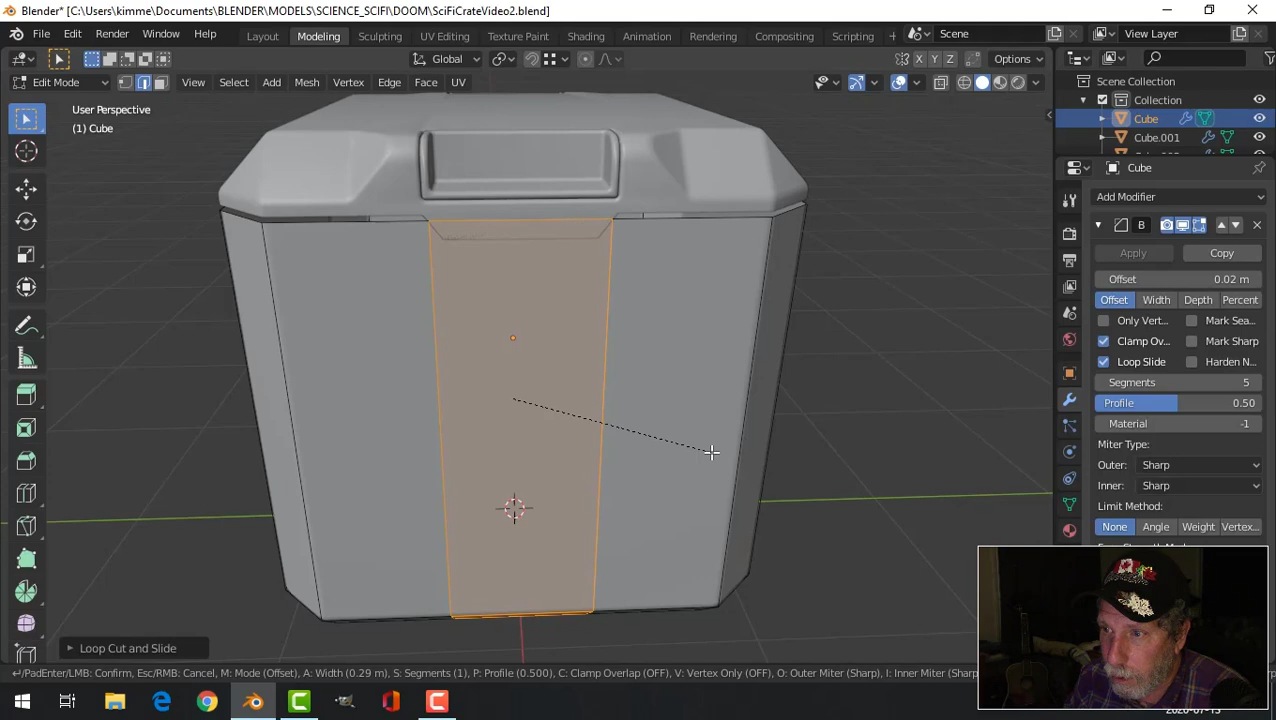 Blender* [C:\Users\kimme\Documents\BLENDER\MODELS\SCIENCE_SCIFI\DOOM\SciFiCrateVideo2.blend]
File Edit Render Window Help Layout Modeling Sculpting UV Editing Texture Paint Shading Animation Rendering Compositing Scripting Scene View Layer
Global X Y Z Options
Edit Mode View Select Add Mesh Vertex Edge Face UV
User Perspective
(1) Cube
Scene Collection
Collection
Cube
Cube.001
Cube
Add Modifier
B
Apply Copy
Offset 0.02 m
Offset Width Depth Percent
Only Vert... Mark Sea...
Clamp Ov... Mark Sharp
Loop Slide Harden N...
Segments 5
Profile 0.50
Material -1
Miter Type:
Outer: Sharp
Inner: Sharp
Limit Method:
None Angle Weight Vertex...
Loop Cut and Slide
/PadEnter/LMB: Confirm, Esc/RB: Cancel, M: Mode (Offset), A: Width (0.29 m), S: Segments (1), P: Profile (0.500), C: Clamp Overlap (OFF), V: Vertex Only (OFF), O: Outer Miter (Sharp), I: Inner Miter (Sharp),